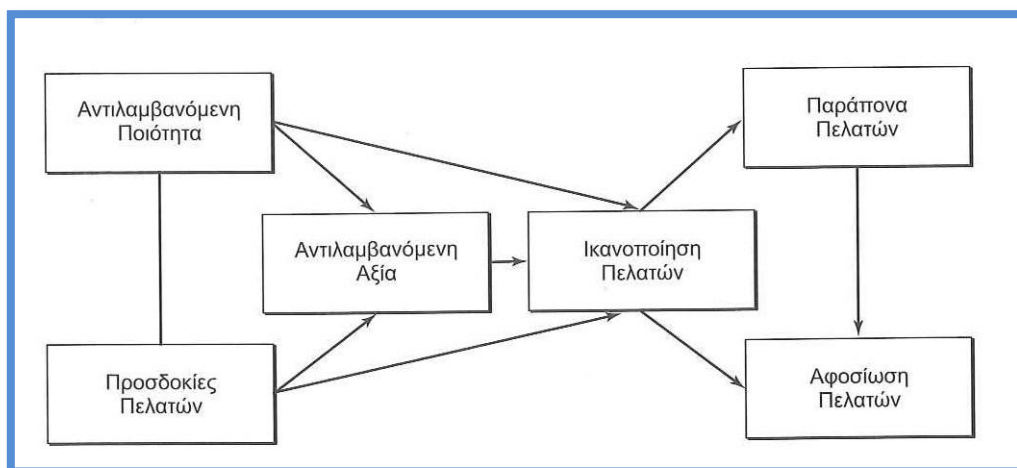 Αντιλαμβανόμενη
Ποιότητα
Παράπονα
Πελατών
Αντιλαμβανόμενη
Αξία
Ικανοποίηση
Πελατών
Προσδοκίες
Πελατών
Αφοσίωση
Πελατών